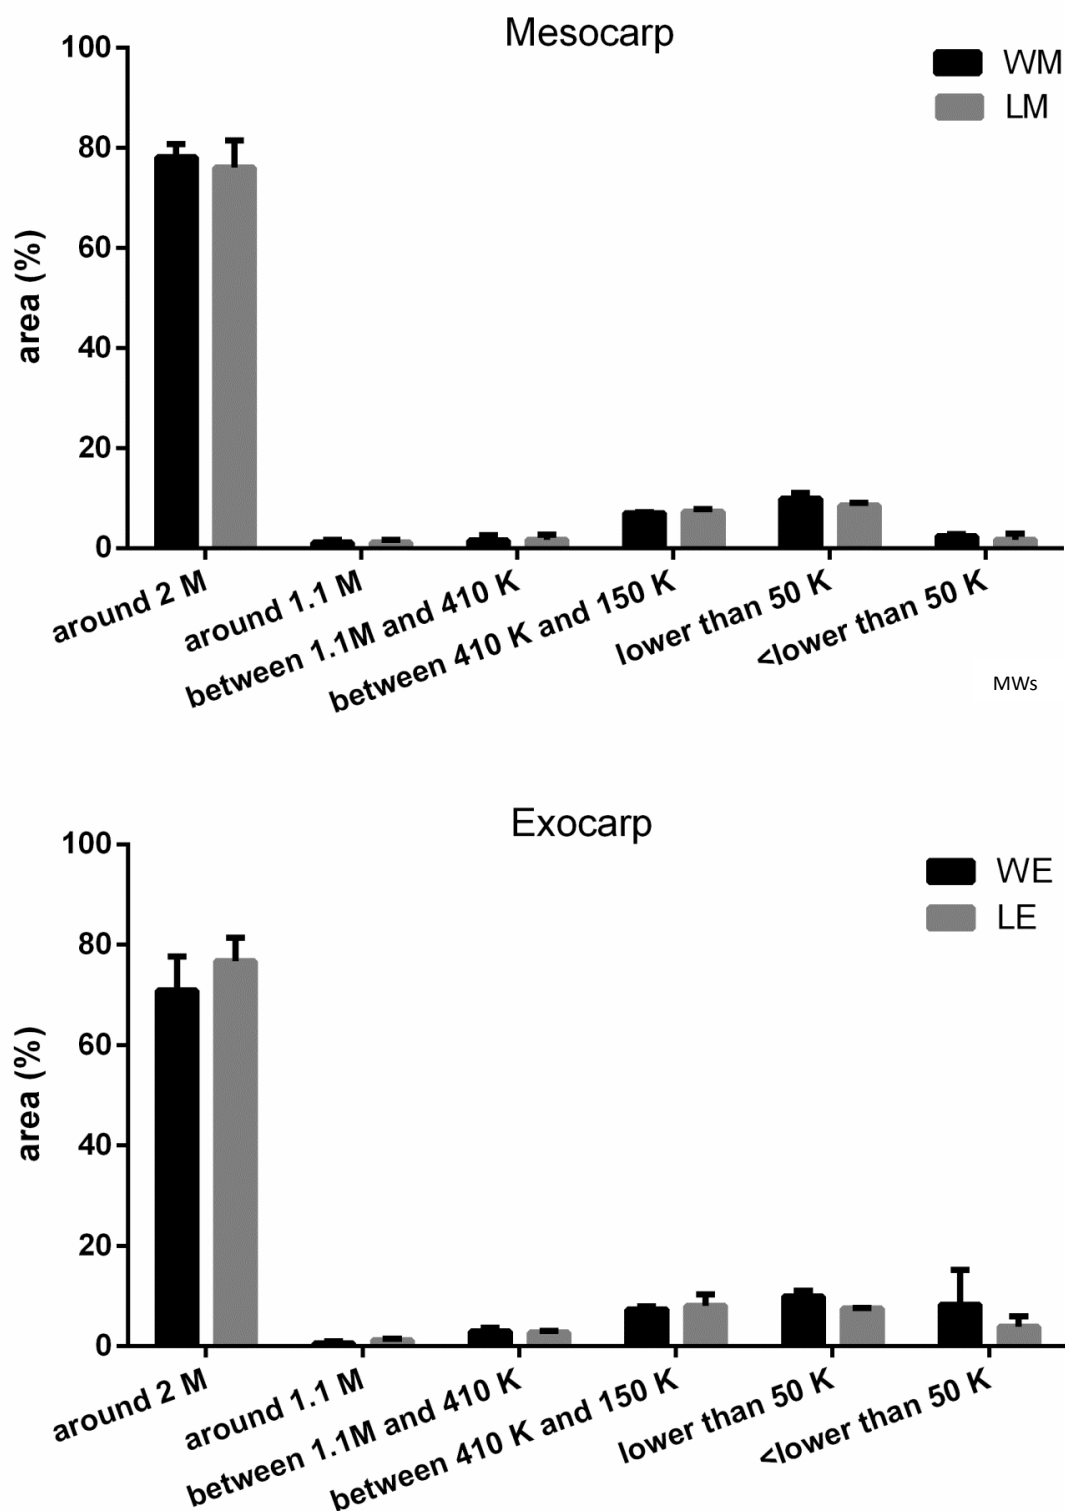 Mesocarp
WM
LM
area (%)
100
80
60
40
20
0
around 2 M
around 1.1 M
between 1.1M and 410 K
between 410 K and 150 K
lower than 50 K
<lower than 50 K
MWs
Exocarp
WE
LE
area (%)
100
80
60
40
20
0
around 2 M
around 1.1 M
between 1.1M and 410 K
between 410 K and 150 K
lower than 50 K
<lower than 50 K